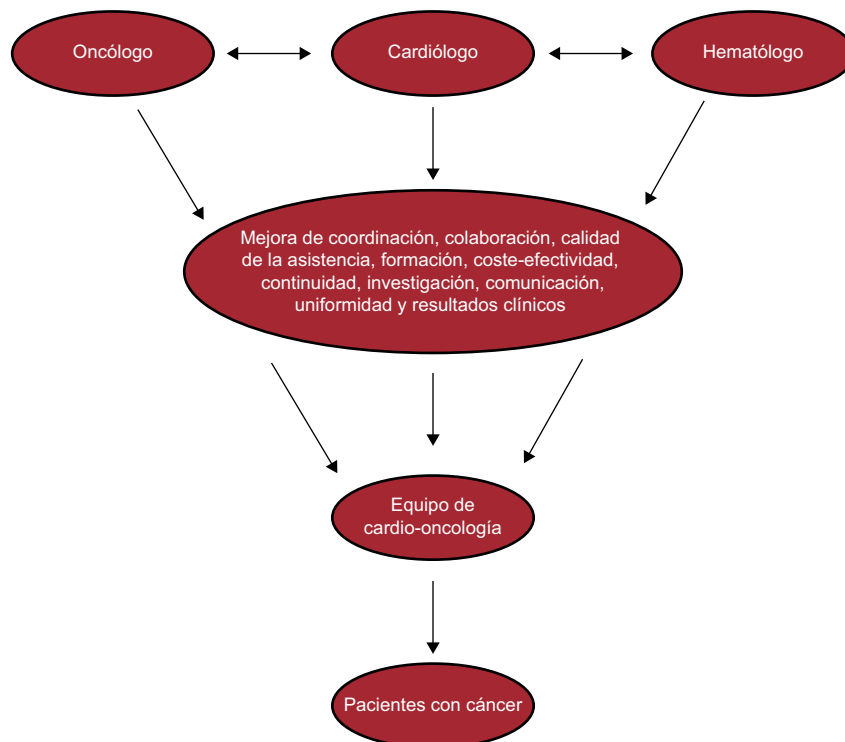 Oncólogo
Cardiólogo
Hematólogo
Mejora de coordinación, colaboración, calidad
de la asistencia, formación, coste-efectividad,
continuidad, investigación, comunicación,
uniformidad y resultados clínicos
Equipo de
cardio-oncología
Pacientes con cáncer